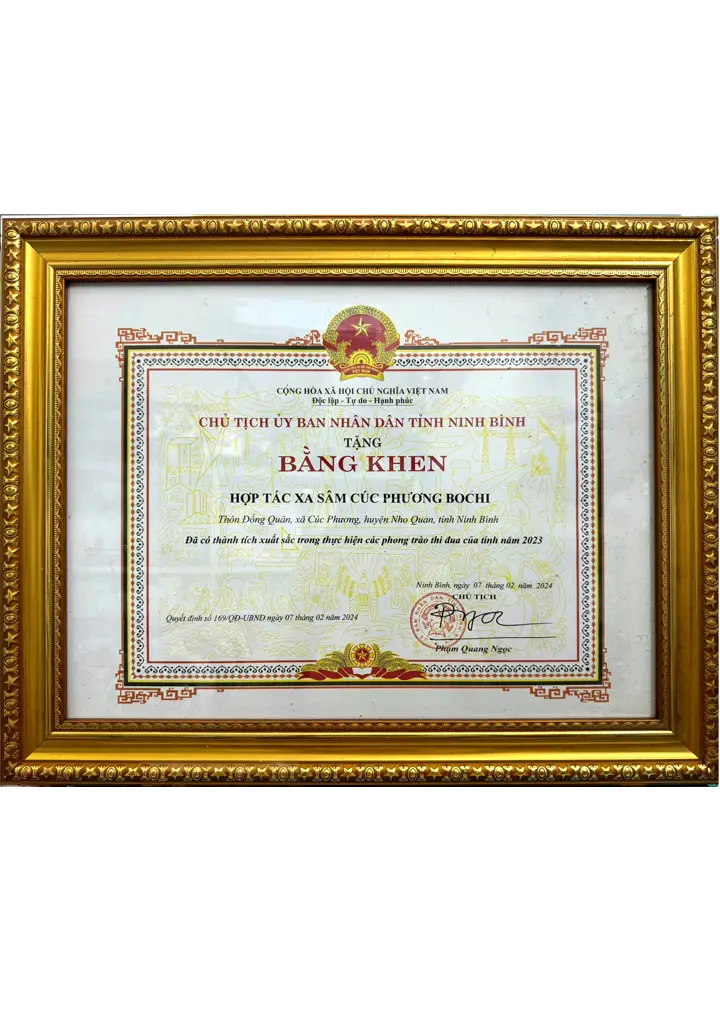 CỘNG HÒA XÃ HỘI CHỦ NGHĨA VIỆT NAM
Độc lập - Tự do - Hạnh phúc
CHỦ TỊCH ỦY BAN NHÂN DÂN TỈNH NINH BÌNH
TẶNG
BẰNG KHEN
HỢP TÁC XA SÂM CÚC PHƯƠNG BOCHI
Thôn Đồng Quân, xã Cúc Phương, huyện Nho Quan, tỉnh Ninh Bình
Đã có thành tích xuất sắc trong thực hiện các phong trào thi đua của tỉnh năm 2023
Ninh Bình, ngày 07 tháng 02 năm 2024
CHỦ TỊCH
Quyết định số 169/QĐ-UBND ngày 07 tháng 02 năm 2024
Phạm Quang Ngọc